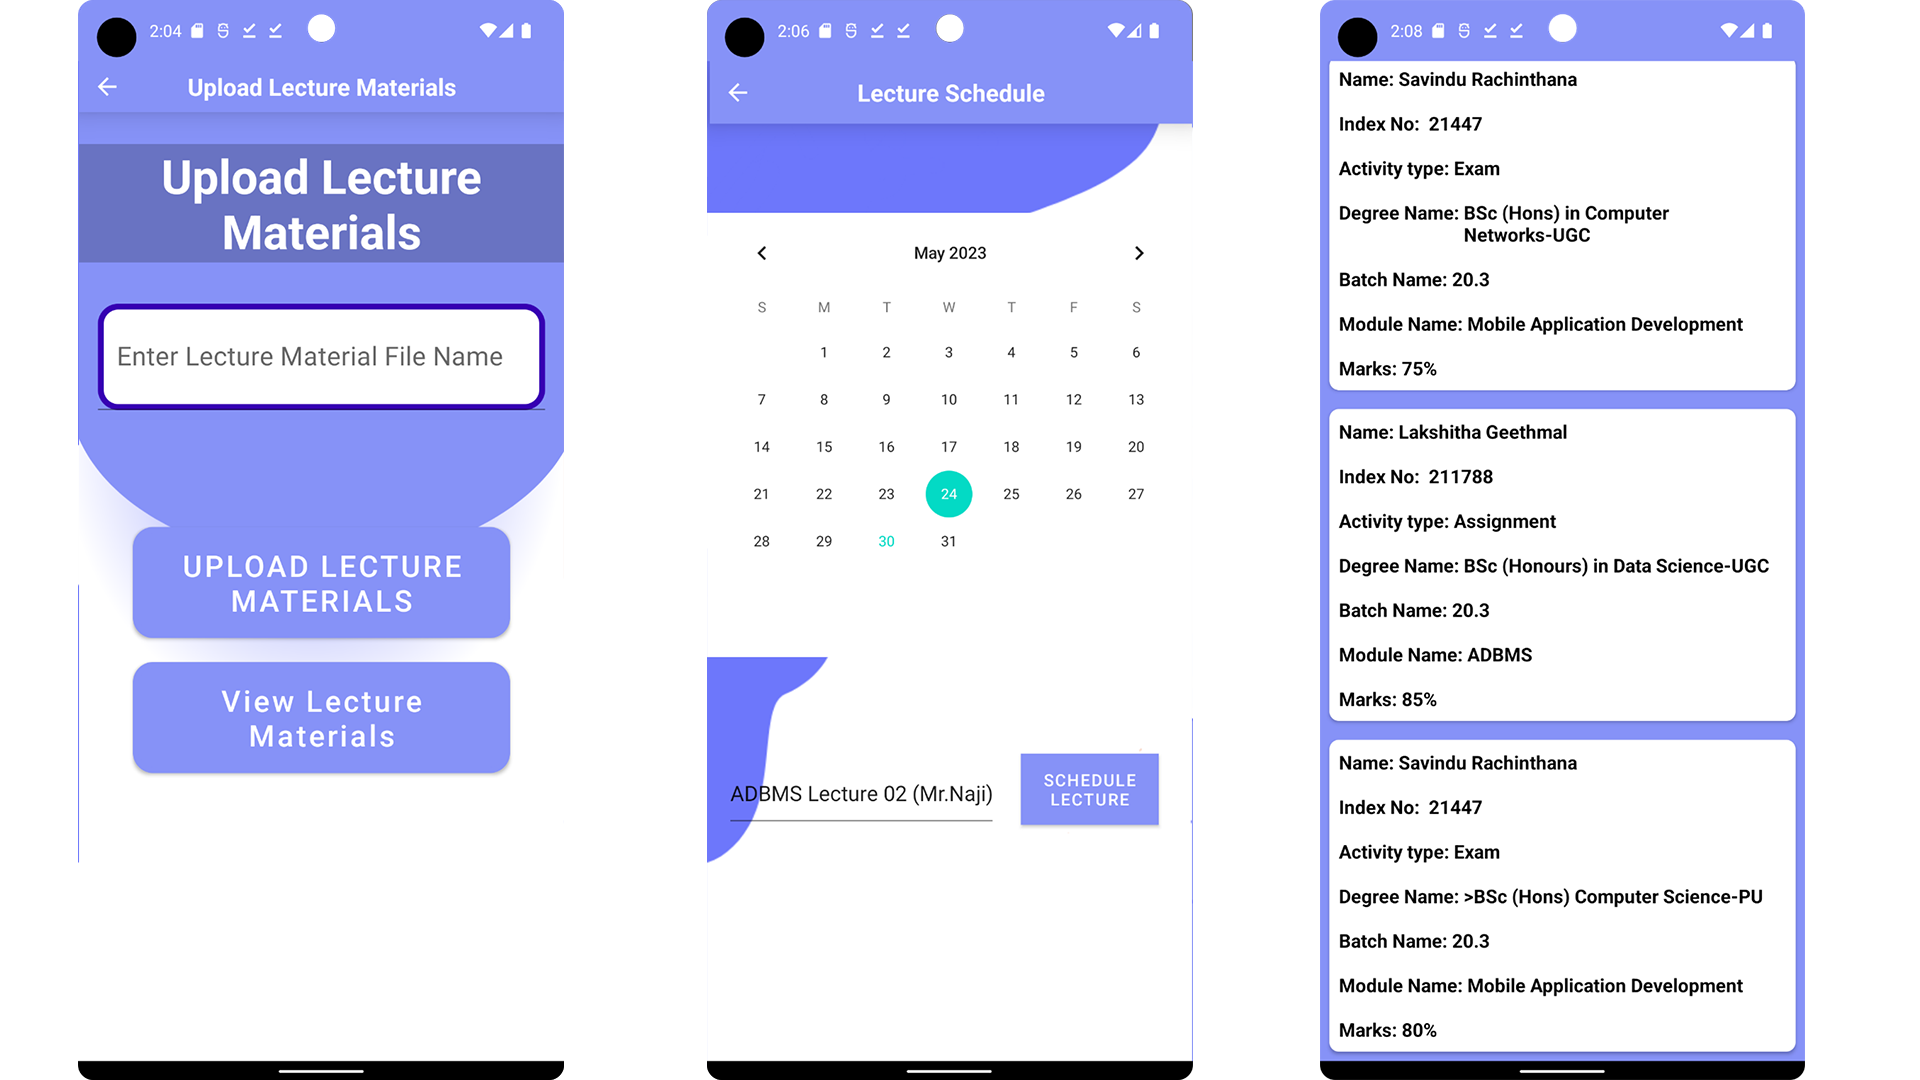 2:04
Upload Lecture Materials
Upload Lecture
Materials
Enter Lecture Material File Name
UPLOAD LECTURE
MATERIALS
View Lecture
Materials
2:06
Lecture Schedule
May 2023
S M T W T F S
1 2 3 4 5 6
7 8 9 10 11 12 13
14 15 16 17 18 19 20
21 22 23 24 25 26 27
28 29 30 31
ADBMS Lecture 02 (Mr.Naji)
SCHEDULE
LECTURE
2:08
Name: Savindu Rachinthana
Index No: 21447
Activity type: Exam
Degree Name: BSc (Hons) in Computer
Networks-UGC
Batch Name: 20.3
Module Name: Mobile Application Development
Marks: 75%
Name: Lakshitha Geethmal
Index No: 211788
Activity type: Assignment
Degree Name: BSc (Honours) in Data Science-UGC
Batch Name: 20.3
Module Name: ADBMS
Marks: 85%
Name: Savindu Rachinthana
Index No: 21447
Activity type: Exam
Degree Name: >BSc (Hons) Computer Science-PU
Batch Name: 20.3
Module Name: Mobile Application Development
Marks: 80%